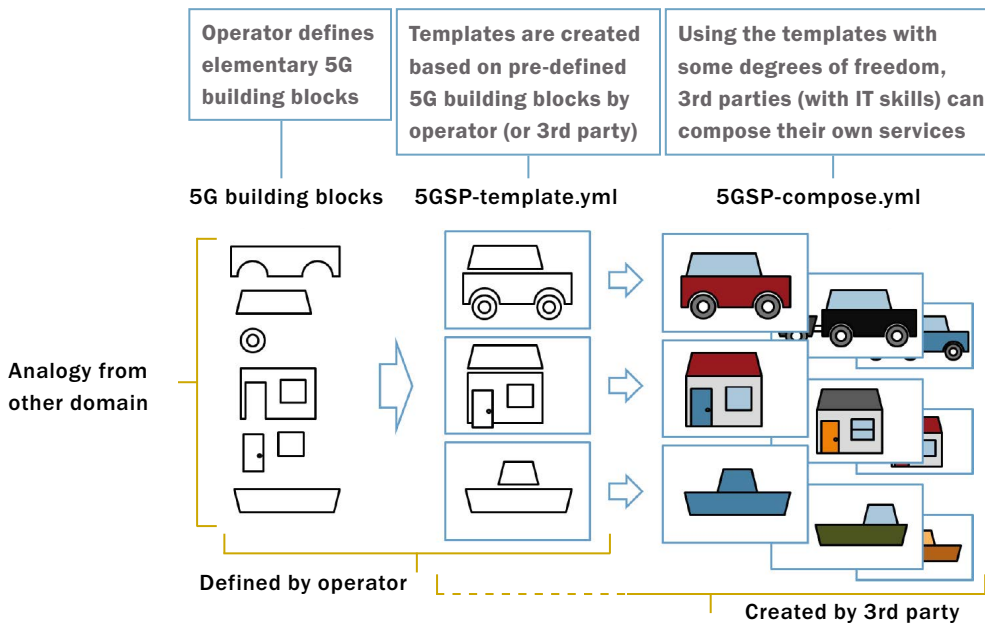 Operator defines
elementary 5G
building blocks
Templates are created
based on pre-defined
5G building blocks by
operator (or 3rd party)
Using the templates with
some degrees of freedom,
3rd parties (with IT skills) can
compose their own services
5G building blocks
5GSP-template.yml
5GSP-compose.yml
Analogy from
other domain
Defined by operator
Created by 3rd party